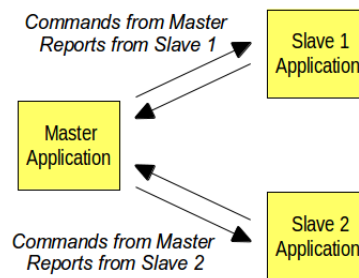 Commands from Master
Reports from Slave 1
Slave 1
Application
Master
Application
Commands from Master
Reports from Slave 2
Slave 2
Application